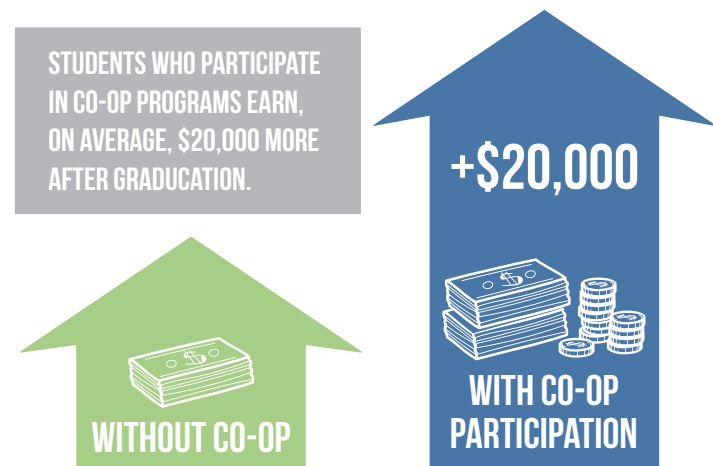 STUDENTS WHO PARTICIPATE
IN CO-OP PROGRAMS EARN,
ON AVERAGE, $20,000 MORE
AFTER GRADUCATION.
+$20,000
WITHOUT CO-OP
WITH CO-OP
PARTICIPATION